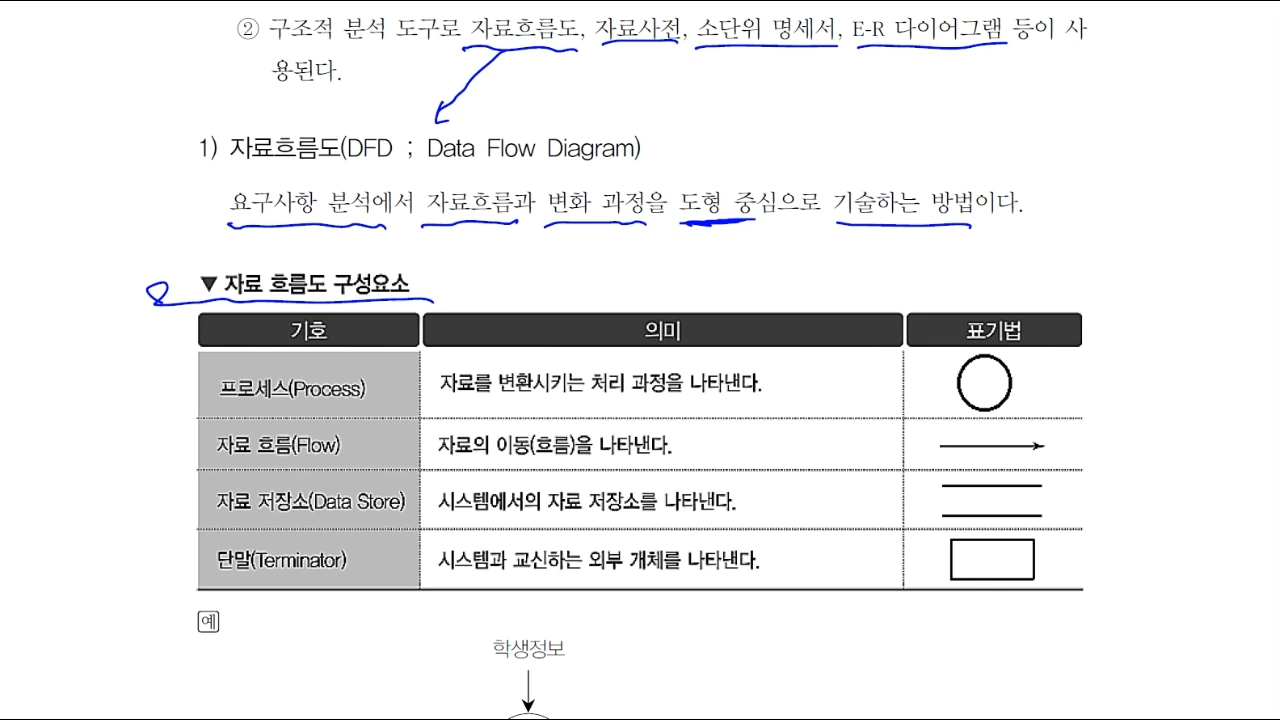 ② 구조적 분석 도구로 자료흐름도, 자료사전, 소단위 명세서, E-R 다이어그램 등이 사
용된다.
1) 자료흐름도(DFD ; Data Flow Diagram)
요구사항 분석에서 자료흐름과 변화 과정을 도형 중심으로 기술하는 방법이다.
▼ 자료 흐름도 구성요소
기호 의미 표기법
프로세스(Process) 자료를 변환시키는 처리 과정을 나타낸다.
자료 흐름(Flow) 자료의 이동(흐름)을 나타낸다.
자료 저장소(Data Store) 시스템에서의 자료 저장소를 나타낸다.
단말(Terminator) 시스템과 교신하는 외부 개체를 나타낸다.
예
학생정보